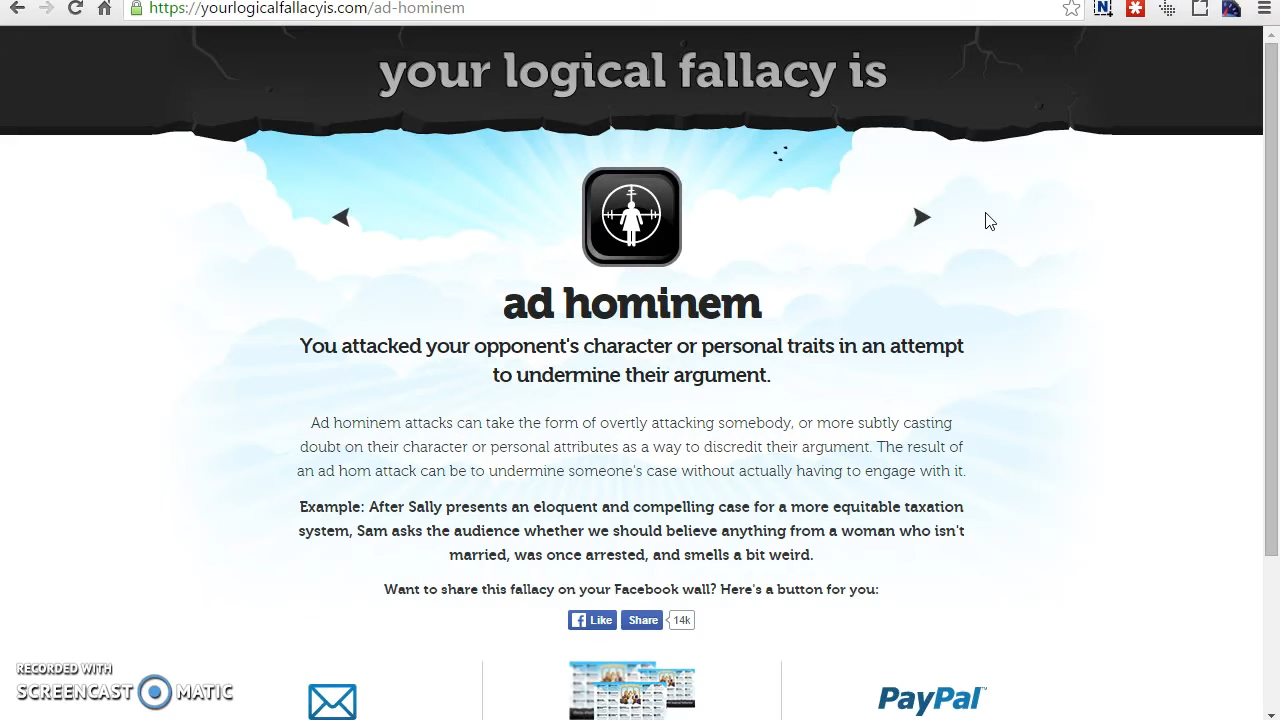 https://yourlogicalfallacyis.com/ad-hominem
your logical fallacy is
ad hominem
You attacked your opponent's character or personal traits in an attempt
to undermine their argument.
Ad hominem attacks can take the form of overtly attacking somebody, or more subtly casting
doubt on their character or personal attributes as a way to discredit their argument. The result of
an ad hom attack can be to undermine someone's case without actually having to engage with it.
Example: After Sally presents an eloquent and compelling case for a more equitable taxation
system, Sam asks the audience whether we should believe anything from a woman who isn't
married, was once arrested, and smells a bit weird.
Want to share this fallacy on your Facebook wall? Here's a button for you:
Like Share 14k
RECORDED WITH
SCREENCAST MATIC
PayPal™